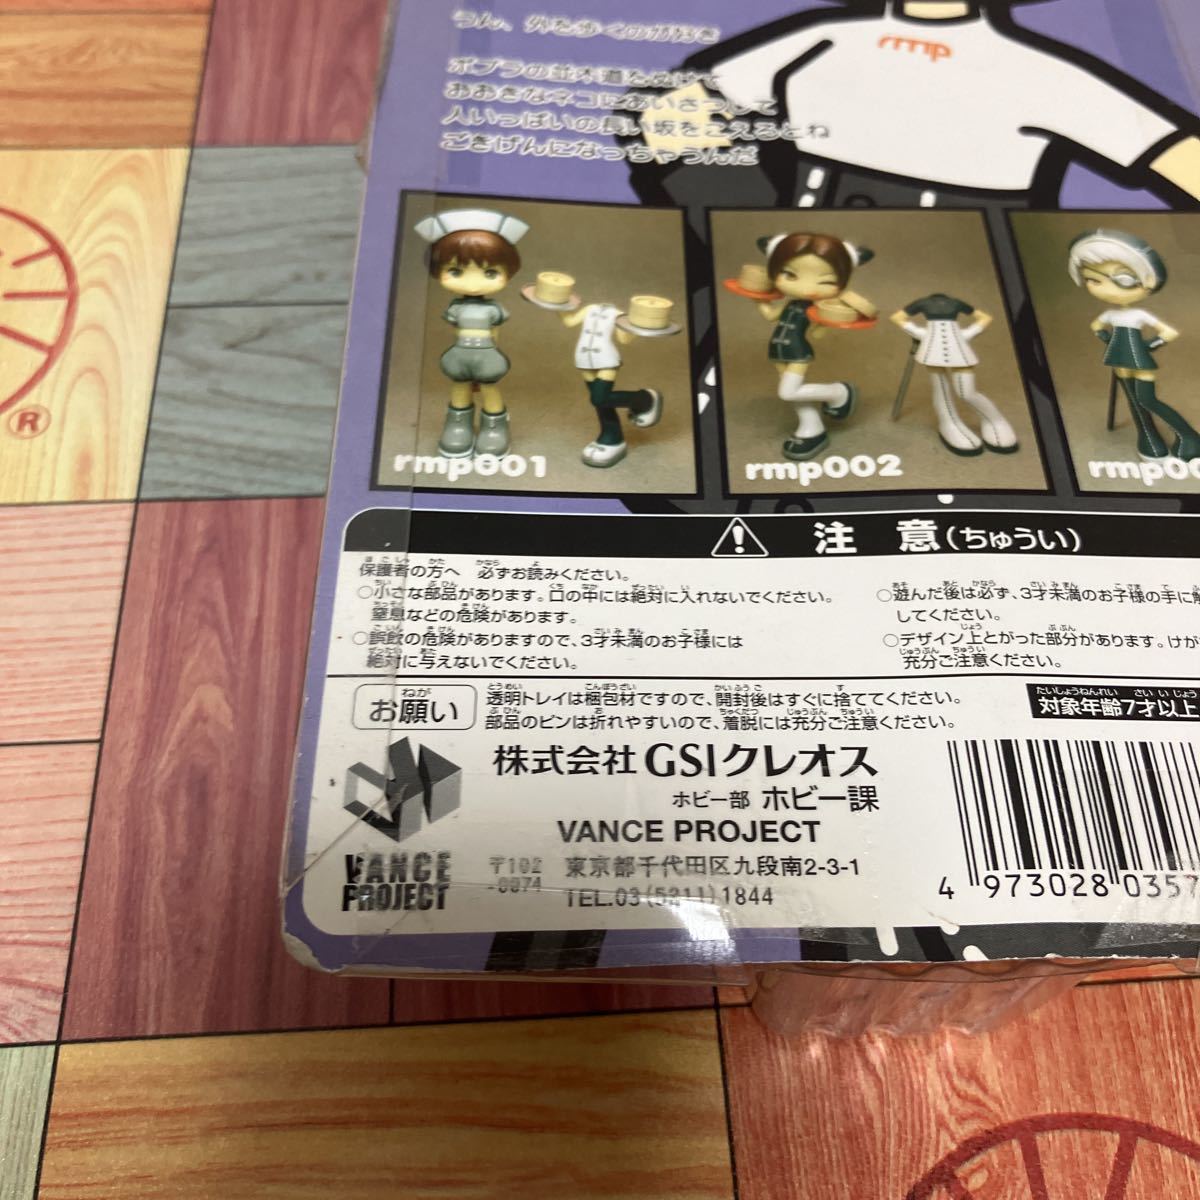 うん、外を歩くのが好き
rmp
ポプラの並木道をぬけて
おおきなネコにあいさつして
人いっぱいの長い坂をこえるとね
ごきげんになっちゃうんだ
rmp001
rmp002
rmp00
注 意(ちゅうい)
保護者の方へ 必ずお読みください。
○小さな部品があります。口の中には絶対に入れないでください。
窒息などの危険があります。
○誤飲の危険がありますので、3才未満のお子様には
絶対に与えないでください。
○遊んだ後は必ず、3才未満のお子様の手に
してください。
○デザイン上とがった部分があります。けが
充分ご注意ください。
お願い
透明トレイは梱包材ですので、開封後はすぐに捨ててください。
部品のピンは折れやすいので、着脱には充分ご注意ください。
対象年齢7才以上
株式会社 GSIクレオス
ホビー部 ホビー課
VANCE PROJECT
VANCE
PROJECT
〒102
-0074
東京都千代田区九段南2-3-1
TEL.03(5211)1844
4 973028 0357
®